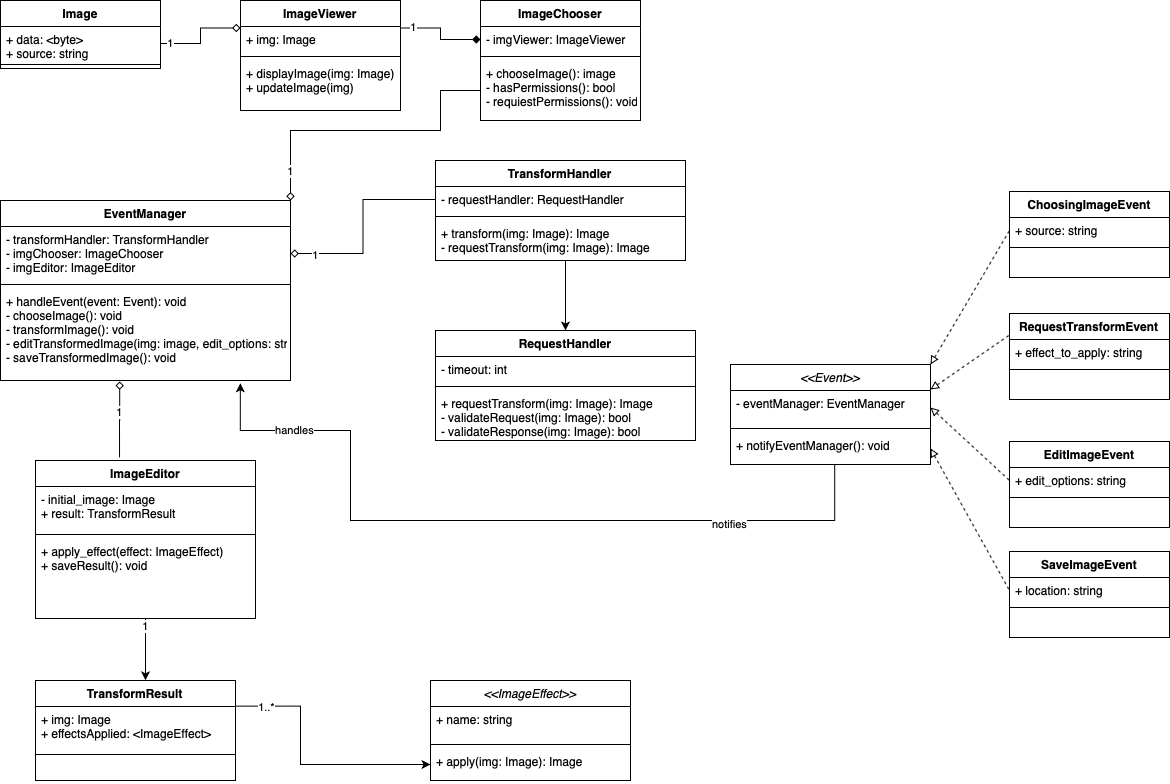 Image
+ data: <byte>
+ source: string
1
ImageViewer
+ img: Image
+ displayImage(img: Image)
+ updateImage(img)
1
ImageChooser
- imgViewer: ImageViewer
+ chooseImage(): image
- hasPermissions(): bool
- requiestPermissions(): void
1
EventManager
- transformHandler: TransformHandler
- imgChooser: ImageChooser
- imgEditor: ImageEditor
+ handleEvent(event: Event): void
- chooseImage(): void
- transformImage(): void
- editTransformedImage(img: image, edit_options: str
- saveTransformedImage(): void
1
TransformHandler
- requestHandler: RequestHandler
+ transform(img: Image): Image
- requestTransform(img: Image): Image
RequestHandler
- timeout: int
+ requestTransform(img: Image): Image
- validateRequest(img: Image): bool
- validateResponse(img: Image): bool
<<Event>>
- eventManager: EventManager
+ notifyEventManager(): void
ChoosingImageEvent
+ source: string
RequestTransformEvent
+ effect_to_apply: string
EditImageEvent
+ edit_options: string
SaveImageEvent
+ location: string
handles
notifies
1
ImageEditor
- initial_image: Image
+ result: TransformResult
+ apply_effect(effect: ImageEffect)
+ saveResult(): void
1
TransformResult
+ img: Image
+ effectsApplied: <ImageEffect>
1..*
<<ImageEffect>>
+ name: string
+ apply(img: Image): Image